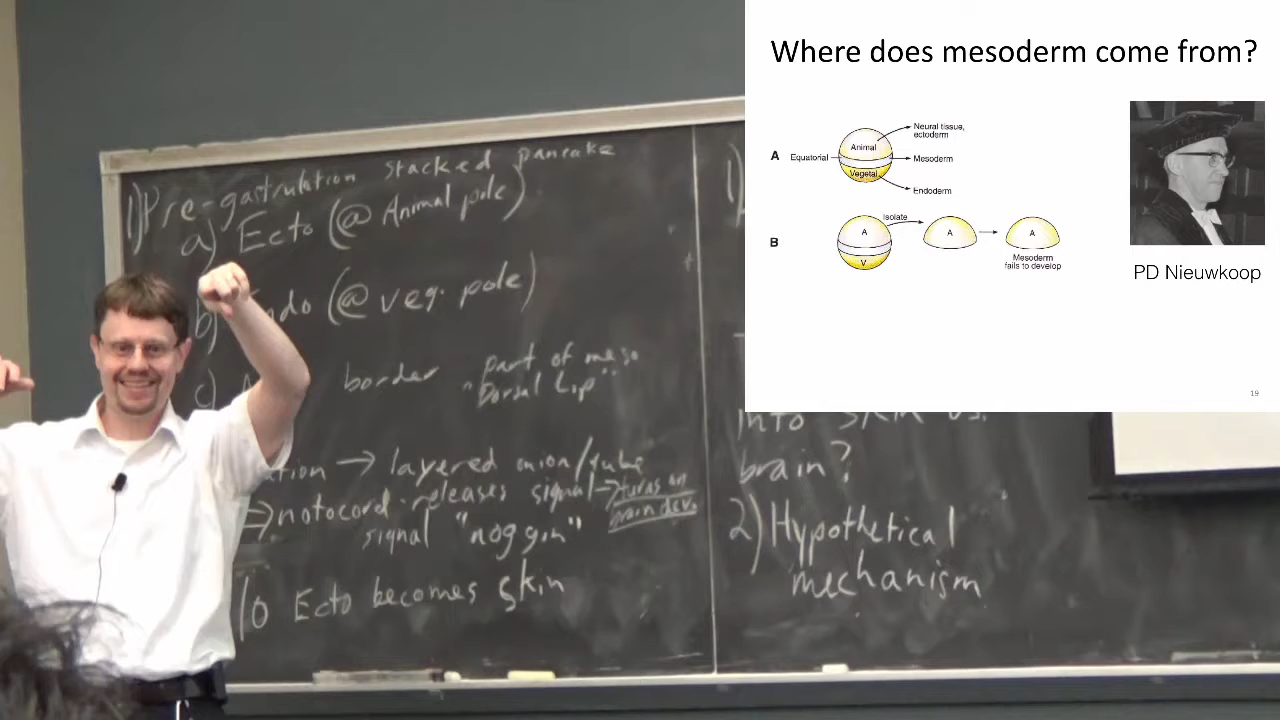 Where does mesoderm come from?
A
Equatorial
Animal
Vegetal
Neural tissue,
ectoderm
Mesoderm
Endoderm
B
A
V
Isolate
A
A
Mesoderm
fails to develop
PD Nieuwkoop
19
1) Pre-gastrulation stacked pancake
a) Ecto (@ Animal pole)
b) Endo (@ veg. pole)
c)
border "part of meso
Dorsal Lip"
→ layered onion/tube
⇒ notocord releases signal → turns on
brain dev.
signal "noggin"
Ecto becomes skin
1)
into skin vs.
brain?
2) Hypothetical
mechanism